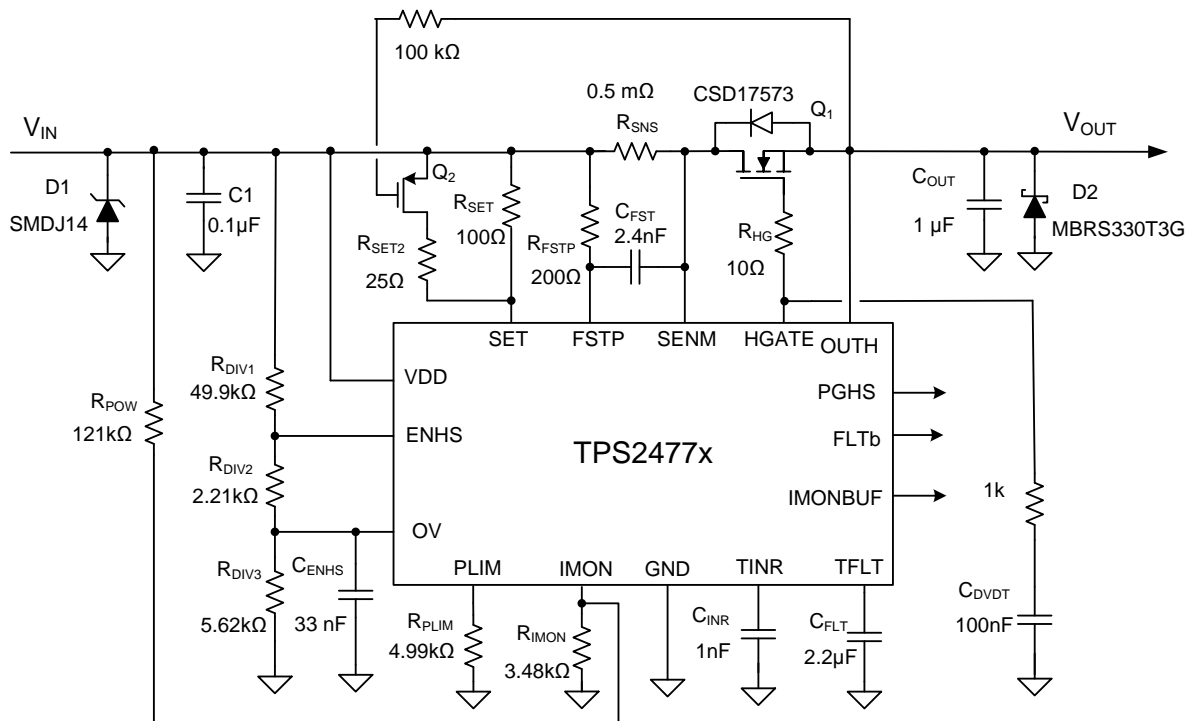 100 kΩ
0.5 mΩ
CSD17573
V_IN
R_SNS
Q_1
V_OUT
D1
SMDJ14
C1
0.1µF
Q_2
R_SET
100Ω
R_SET2
25Ω
C_FST
2.4nF
R_FSTP
200Ω
R_HG
10Ω
C_OUT
1 µF
D2
MBRS330T3G
SET
FSTP
SENM
HGATE
OUTH
R_POW
121kΩ
R_DIV1
49.9kΩ
VDD
PGHS
ENHS
FLTb
TPS2477x
R_DIV2
2.21kΩ
IMONBUF
1k
OV
R_DIV3
5.62kΩ
C_ENHS
33 nF
PLIM
IMON
GND
TINR
TFLT
R_PLIM
4.99kΩ
R_IMON
3.48kΩ
C_INR
1nF
C_FLT
2.2µF
C_DVDT
100nF